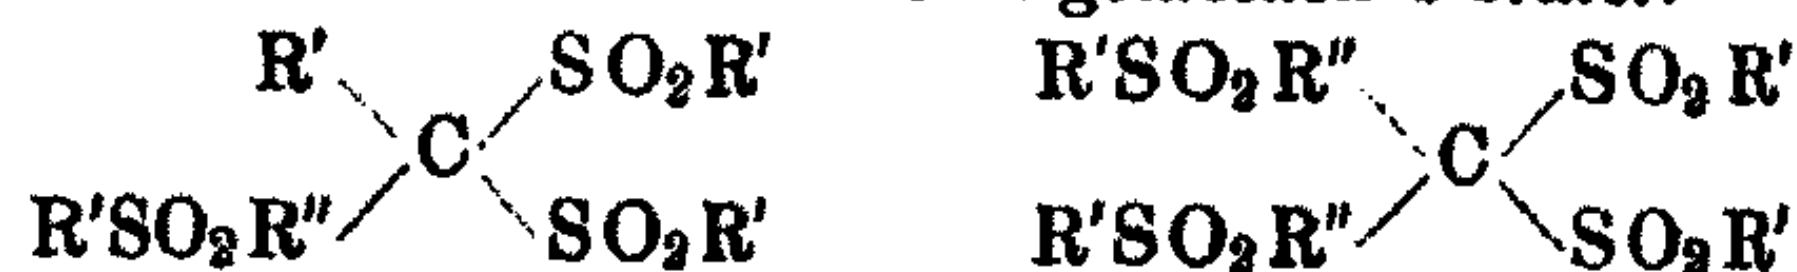 R' SO₂R' R'SO₂R'' SO₂R'
C C
R'SO₂R'' SO₂R' R'SO₂R'' SO₂R'